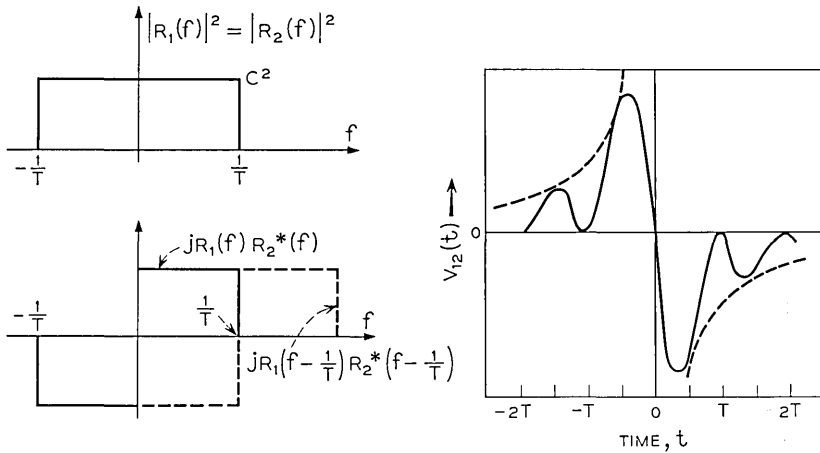 |R₁(f)|² = |R₂(f)|²
C²
f
-1/T
1/T
jR₁(f) R₂*(f)
-1/T
1/T
f
jR₁(f-1/T) R₂*(f-1/T)
V₁₂(t)
0
-2T -T 0 T 2T
TIME, t